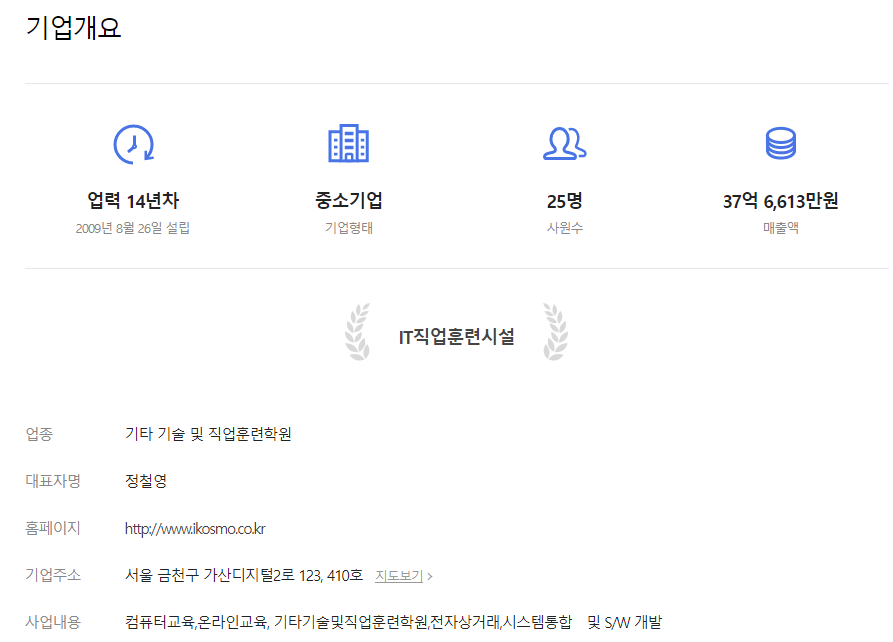 기업개요
업력 14년차 중소기업 25명 37억 6,613만원
2009년 8월 26일 설립 기업형태 사원수 매출액
IT직업훈련시설
업종 기타 기술 및 직업훈련학원
대표자명 정철영
홈페이지 http://www.ikosmo.co.kr
기업주소 서울 금천구 가산디지털2로 123, 410호 지도보기 >
사업내용 컴퓨터교육,온라인교육, 기타기술및직업훈련학원,전자상거래,시스템통합 및 S/W 개발